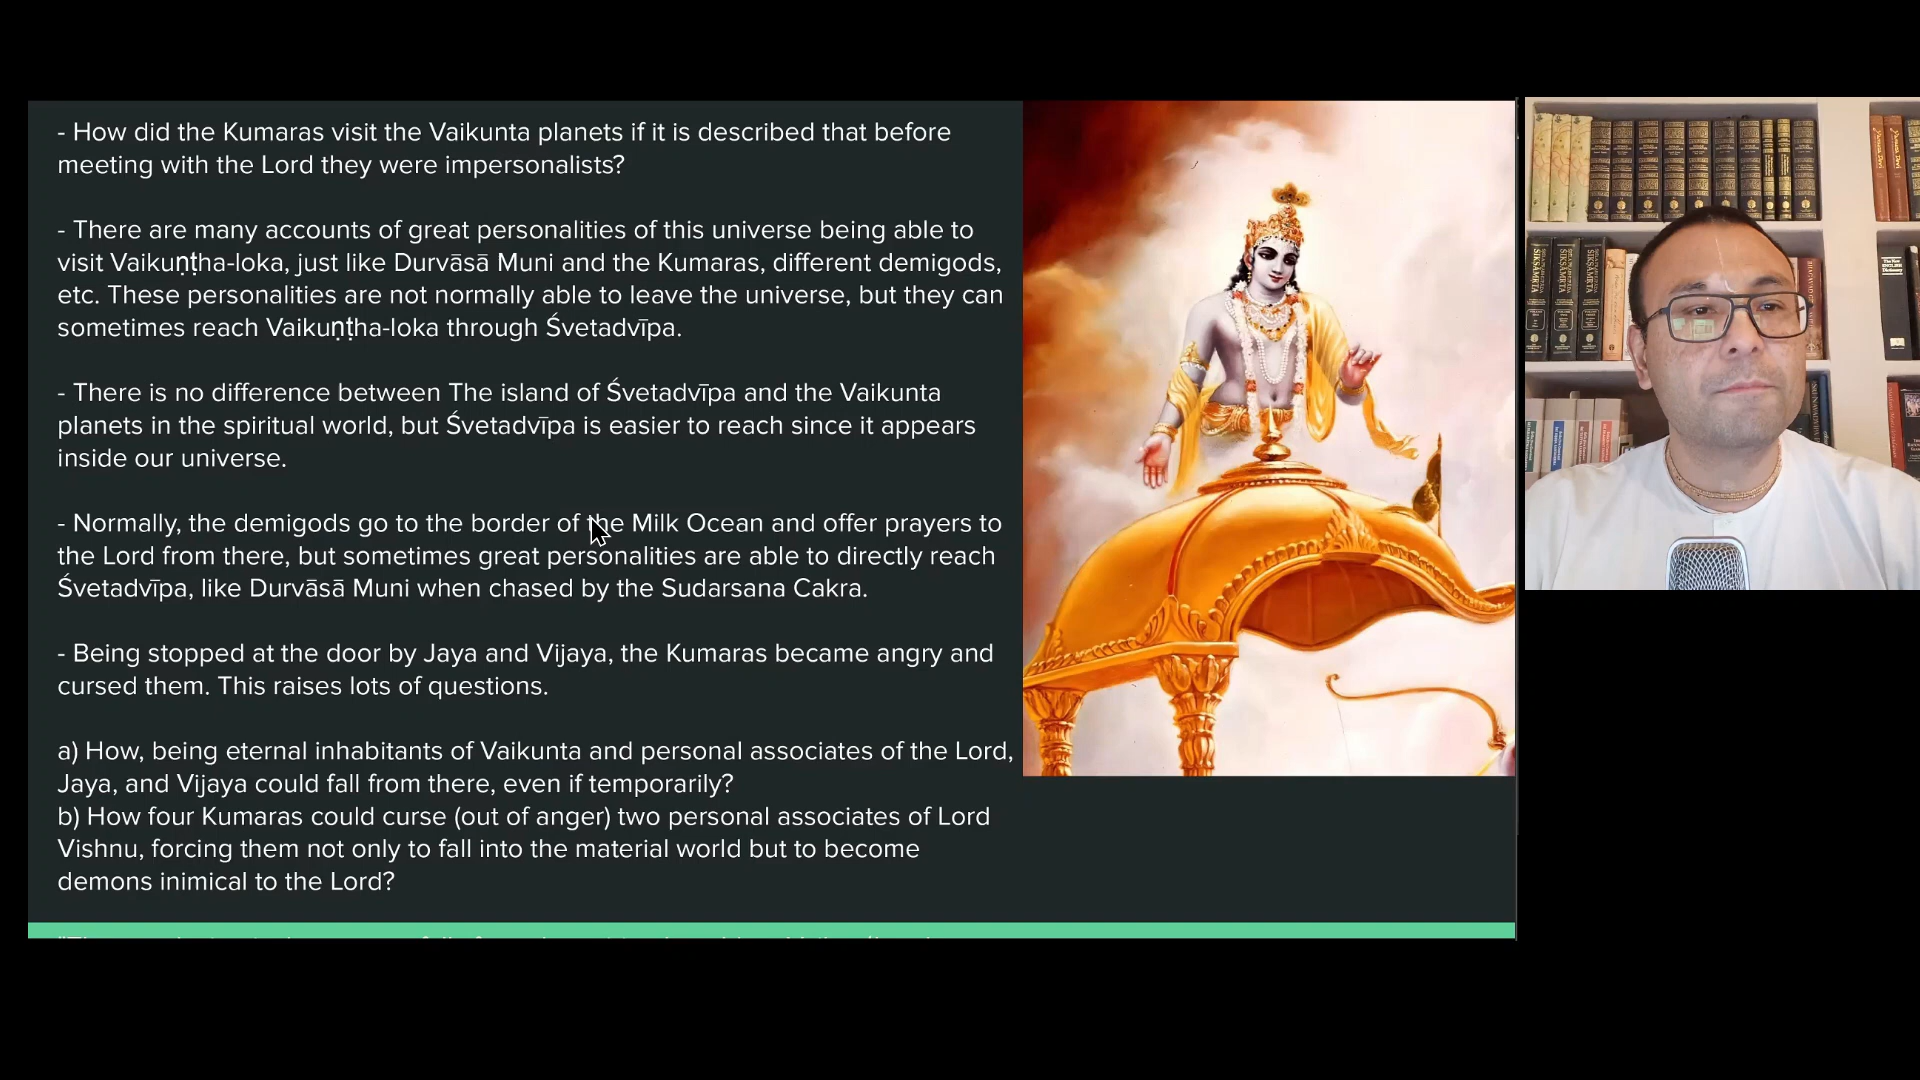 - How did the Kumaras visit the Vaikunta planets if it is described that before
meeting with the Lord they were impersonalists?
- There are many accounts of great personalities of this universe being able to
visit Vaikuṇṭha-loka, just like Durvāsā Muni and the Kumaras, different demigods,
etc. These personalities are not normally able to leave the universe, but they can
sometimes reach Vaikuṇṭha-loka through Śvetadvīpa.
- There is no difference between The island of Śvetadvīpa and the Vaikunta
planets in the spiritual world, but Śvetadvīpa is easier to reach since it appears
inside our universe.
- Normally, the demigods go to the border of the Milk Ocean and offer prayers to
the Lord from there, but sometimes great personalities are able to directly reach
Śvetadvīpa, like Durvāsā Muni when chased by the Sudarsana Cakra.
- Being stopped at the door by Jaya and Vijaya, the Kumaras became angry and
cursed them. This raises lots of questions.
a) How, being eternal inhabitants of Vaikunta and personal associates of the Lord,
Jaya, and Vijaya could fall from there, even if temporarily?
b) How four Kumaras could curse (out of anger) two personal associates of Lord
Vishnu, forcing them not only to fall into the material world but to become
demons inimical to the Lord?